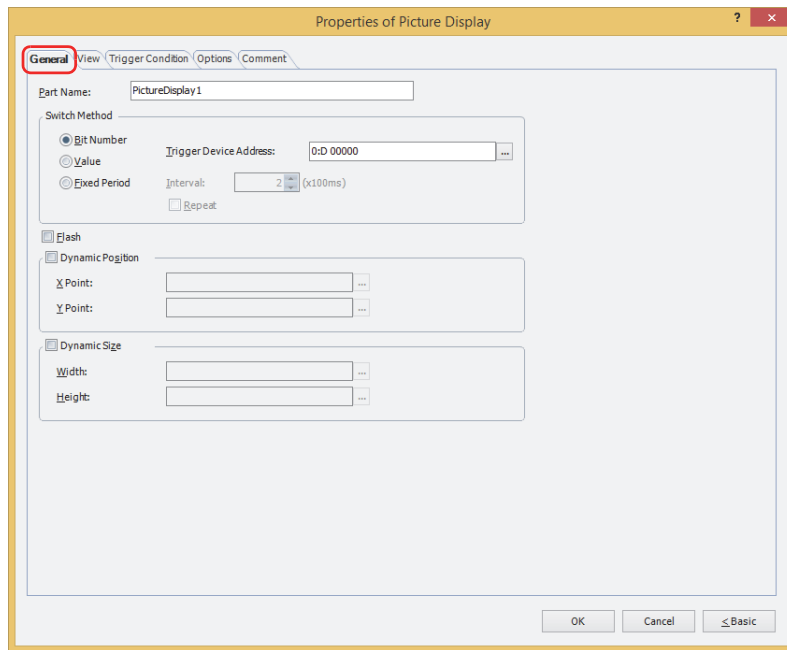 Properties of Picture Display
? ×
General View Trigger Condition Options Comment
Part Name: PictureDisplay1
Switch Method
Bit Number
Trigger Device Address: 0:D 00000 ...
Value
Fixed Period Interval: 2 (x100ms)
Repeat
Flash
Dynamic Position
X Point: ...
Y Point: ...
Dynamic Size
Width: ...
Height: ...
OK Cancel < Basic